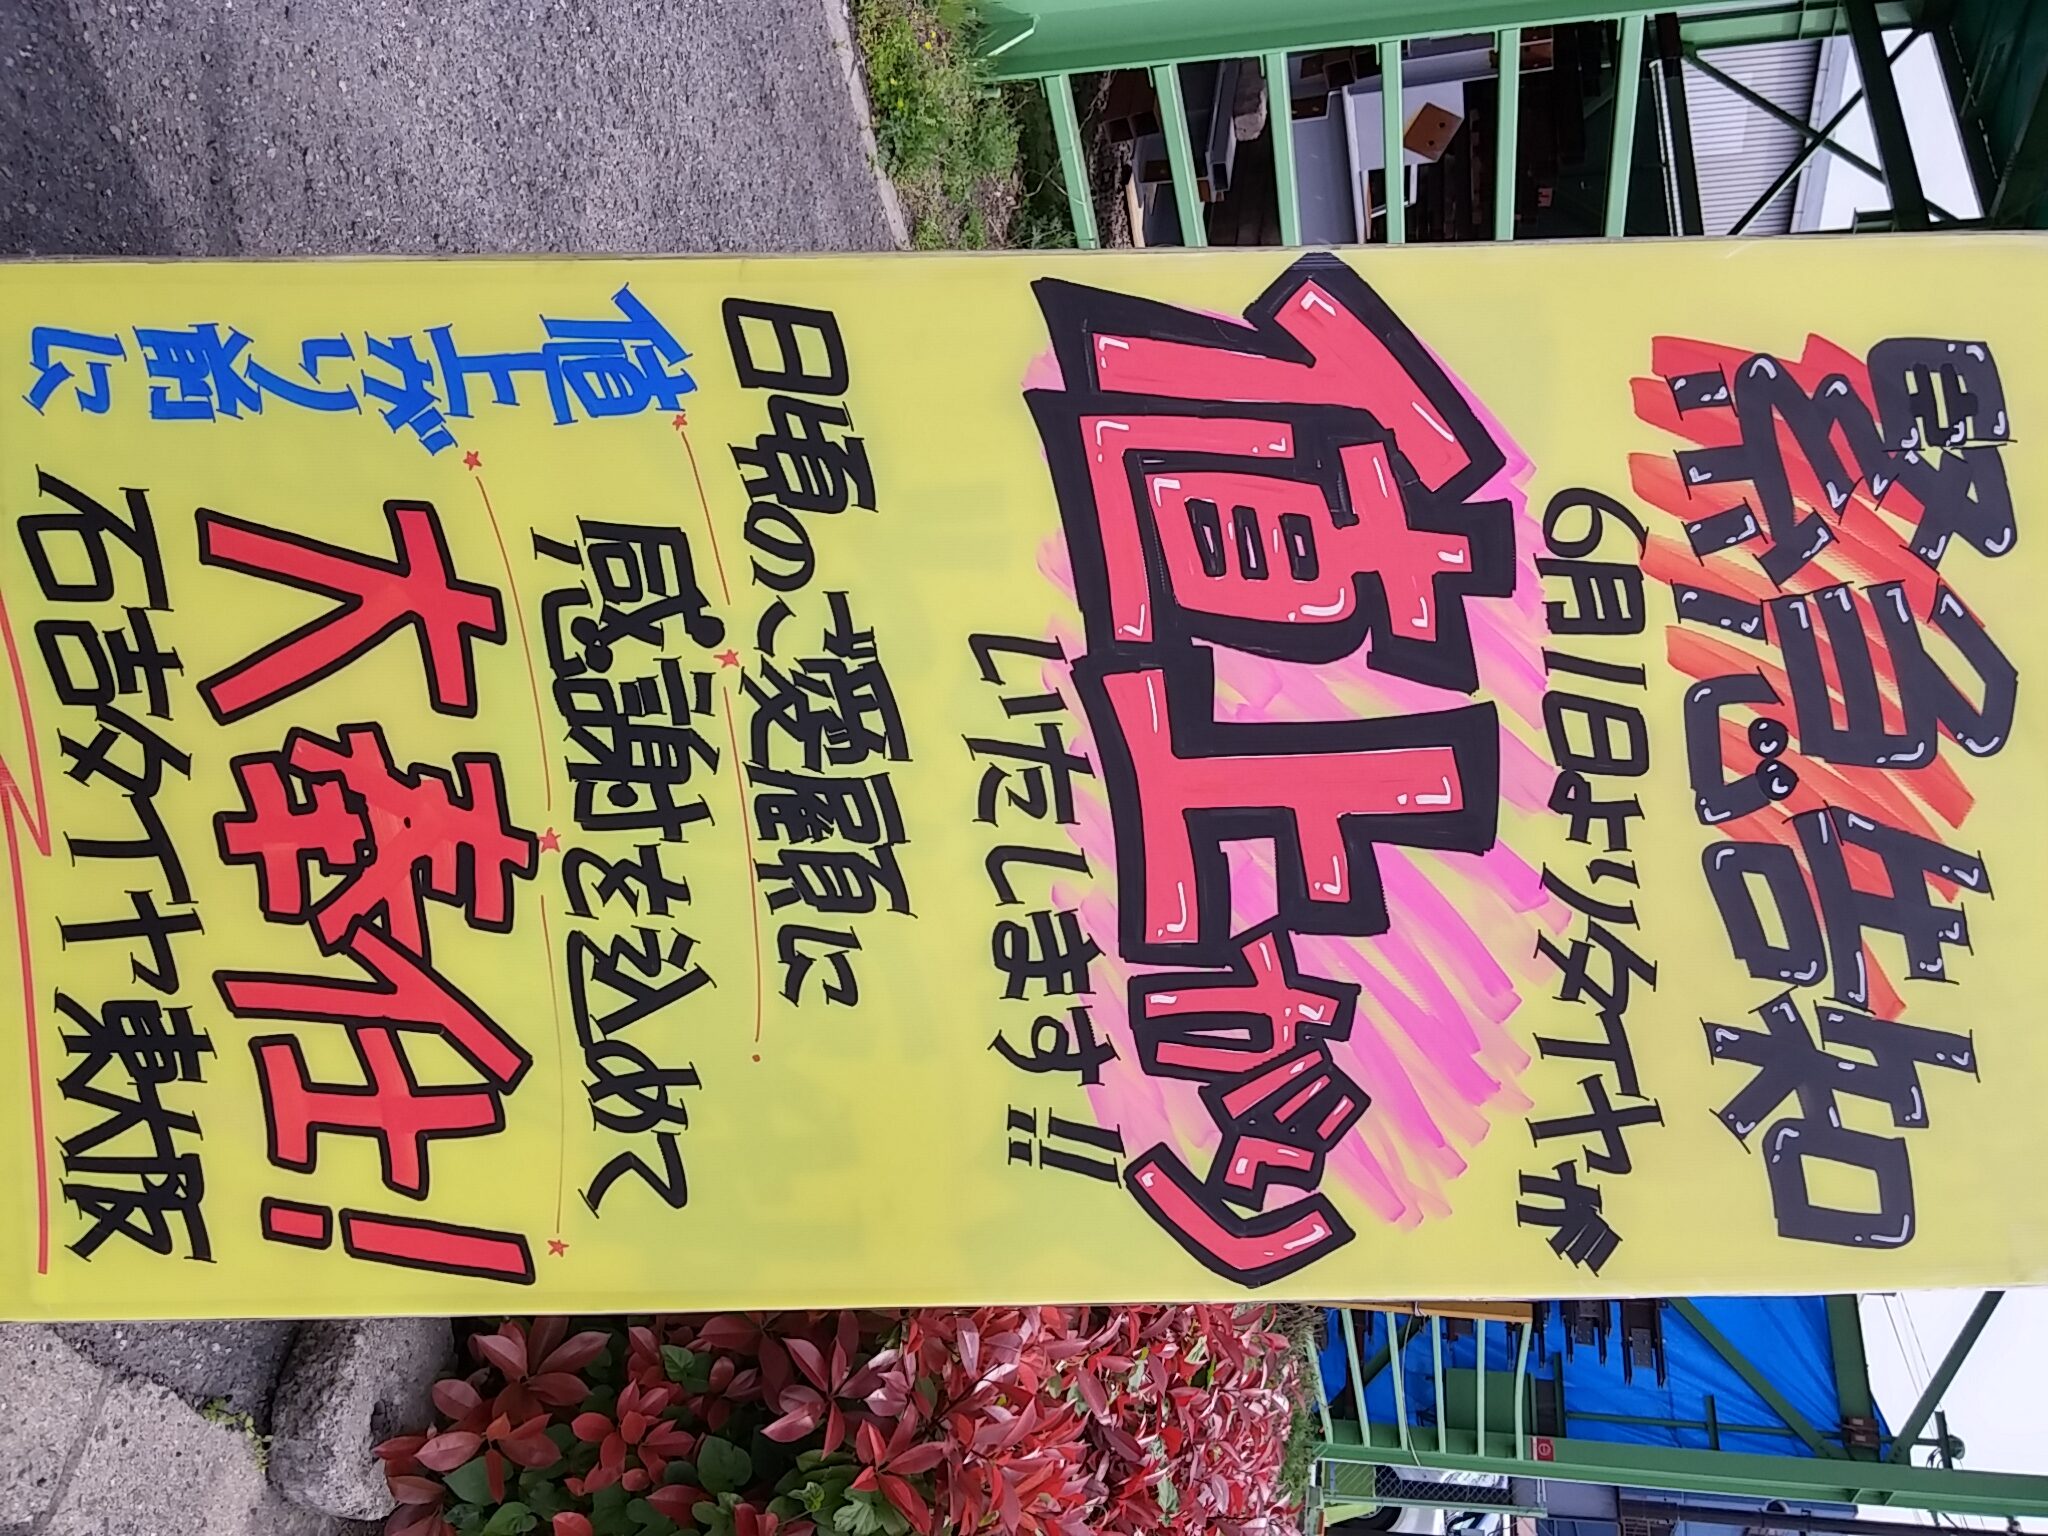 緊急告知
6月1日よりタイヤが
値上がり
いたします!!
日頃のご愛顧に
感謝を込めて
値上がり前に
大奉仕!
タイヤ東大阪